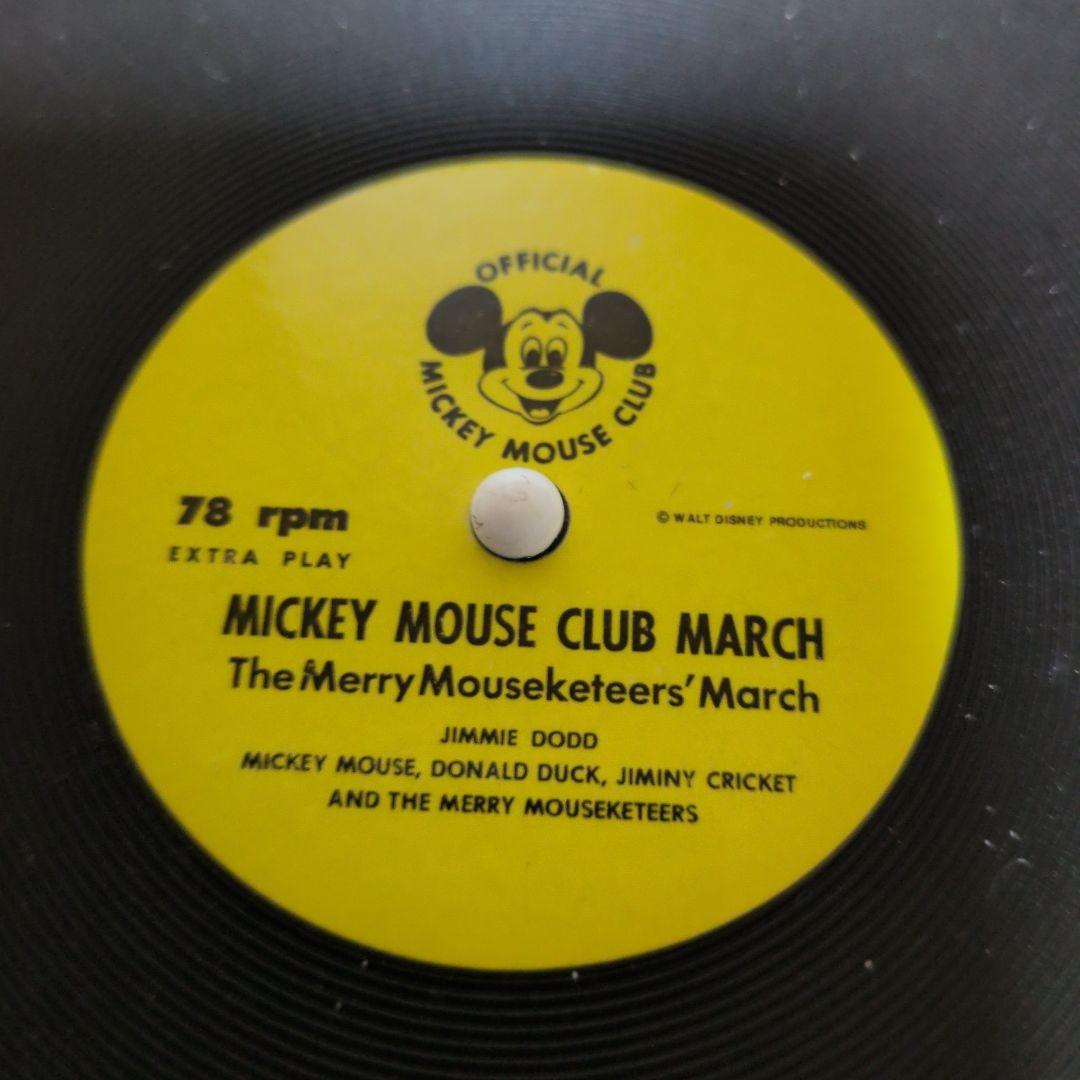 OFFICIAL
MICKEY MOUSE CLUB
78 rpm
EXTRA PLAY
© WALT DISNEY PRODUCTIONS
MICKEY MOUSE CLUB MARCH
The Merry Mouseketeers' March
JIMMIE DODD
MICKEY MOUSE, DONALD DUCK, JIMINY CRICKET
AND THE MERRY MOUSEKETEERS